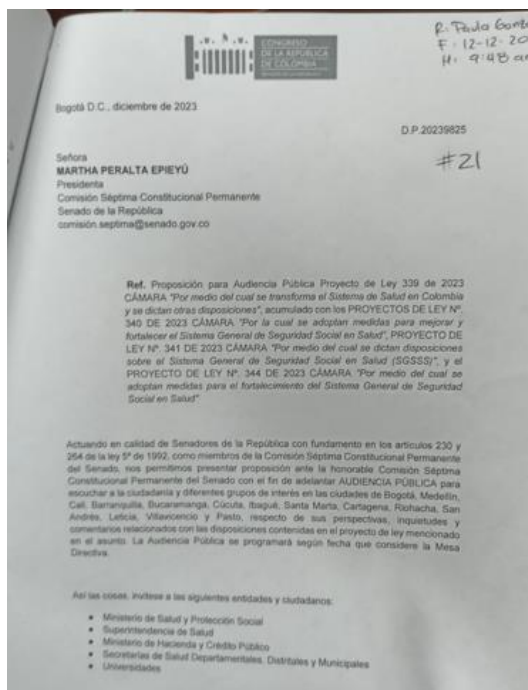 CONGRESO
DE LA REPÚBLICA
DE COLOMBIA
R: Paula
F: 12-12-20
H: 9:48 am
Bogotá D.C., diciembre de 2023
D.P.20239825
#21
Señora
MARTHA PERALTA EPIEYÚ
Presidenta
Comisión Séptima Constitucional Permanente
Senado de la República
comisión.septima@senado.gov.co
Ref. Proposición para Audiencia Pública Proyecto de Ley 339 de 2023
CÁMARA "Por medio del cual se transforma el Sistema de Salud en Colombia
y se dictan otras disposiciones", acumulado con los PROYECTOS DE LEY Nº.
340 DE 2023 CÁMARA "Por la cual se adoptan medidas para mejorar y
fortalecer el Sistema General de Seguridad Social en Salud", PROYECTO DE
LEY Nº. 341 DE 2023 CÁMARA "Por medio del cual se dictan disposiciones
sobre el Sistema General de Seguridad Social en Salud (SGSSS)", y el
PROYECTO DE LEY Nº. 344 DE 2023 CÁMARA "Por medio del cual se
adoptan medidas para el fortalecimiento del Sistema General de Seguridad
Social en Salud"
Actuando en calidad de Senadores de la República con fundamento en los artículos 230 y
264 de la ley 5ª de 1992, como miembros de la Comisión Séptima Constitucional Permanente
del Senado, nos permitimos presentar proposición ante la honorable Comisión Séptima
Constitucional Permanente del Senado con el fin de adelantar AUDIENCIA PÚBLICA para
escuchar a la ciudadanía y diferentes grupos de interés en las ciudades de Bogotá, Medellín,
Cali, Barranquilla, Bucaramanga, Cúcuta, Ibagué, Santa Marta, Cartagena, Riohacha, San
Andrés, Leticia, Villavicencio y Pasto, respecto de sus perspectivas, inquietudes y
comentarios relacionados con las disposiciones contenidas en el proyecto de ley mencionado
en el asunto. La Audiencia Pública se programará según fecha que considere la Mesa
Directiva.
Así las cosas, invítese a las siguientes entidades y ciudadanos:
• Ministerio de Salud y Protección Social
• Superintendencia de Salud
• Ministerio de Hacienda y Crédito Público
• Secretarías de Salud Departamentales, Distritales y Municipales
• Universidades